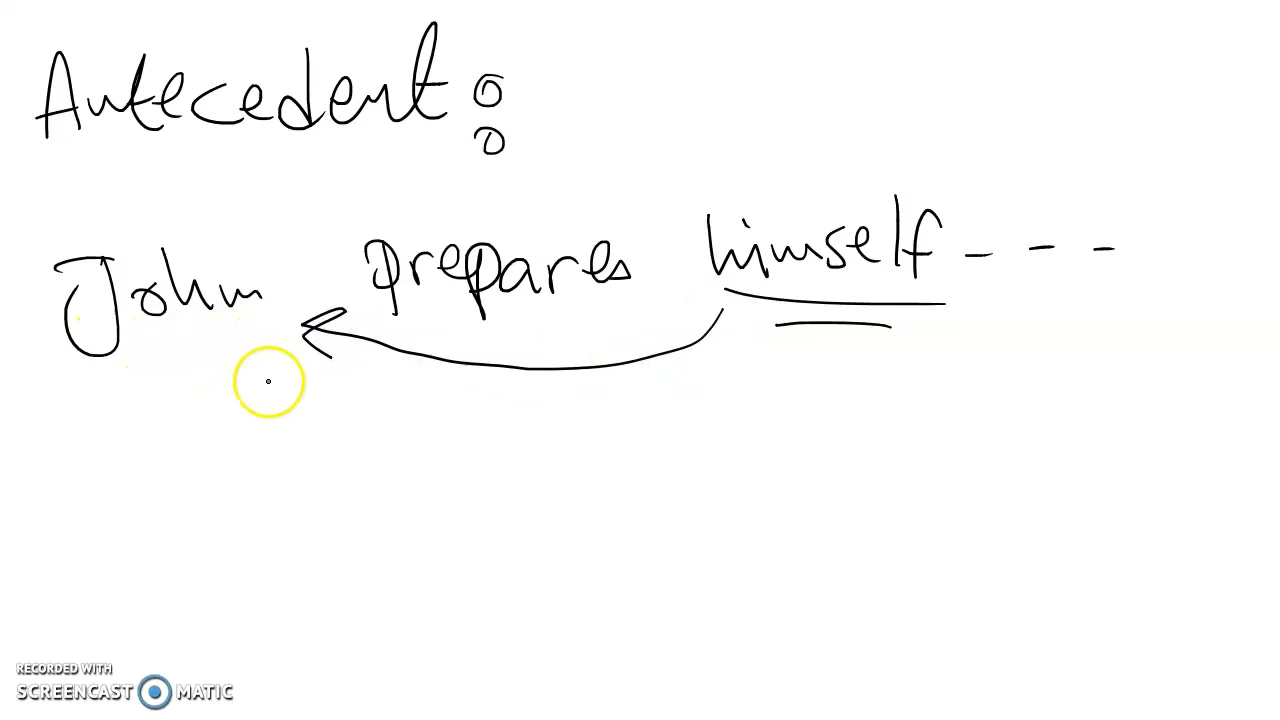 Antecedent:
John prepares himself - - -
RECORDED WITH
SCREENCAST MATIC